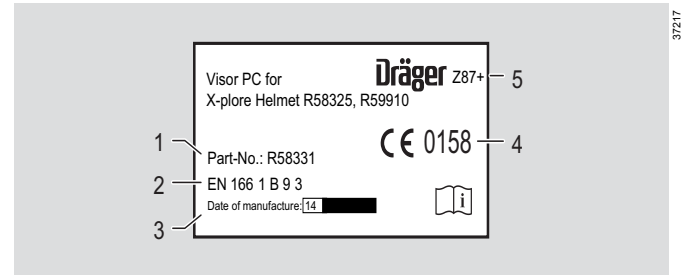 37217
Visor PC for
Dräger Z87+ 5
X-plore Helmet R58325, R59910
CE 0158 4
1 Part-No.: R58331
2 EN 166 1 B 9 3
3 Date of manufacture: 14
i